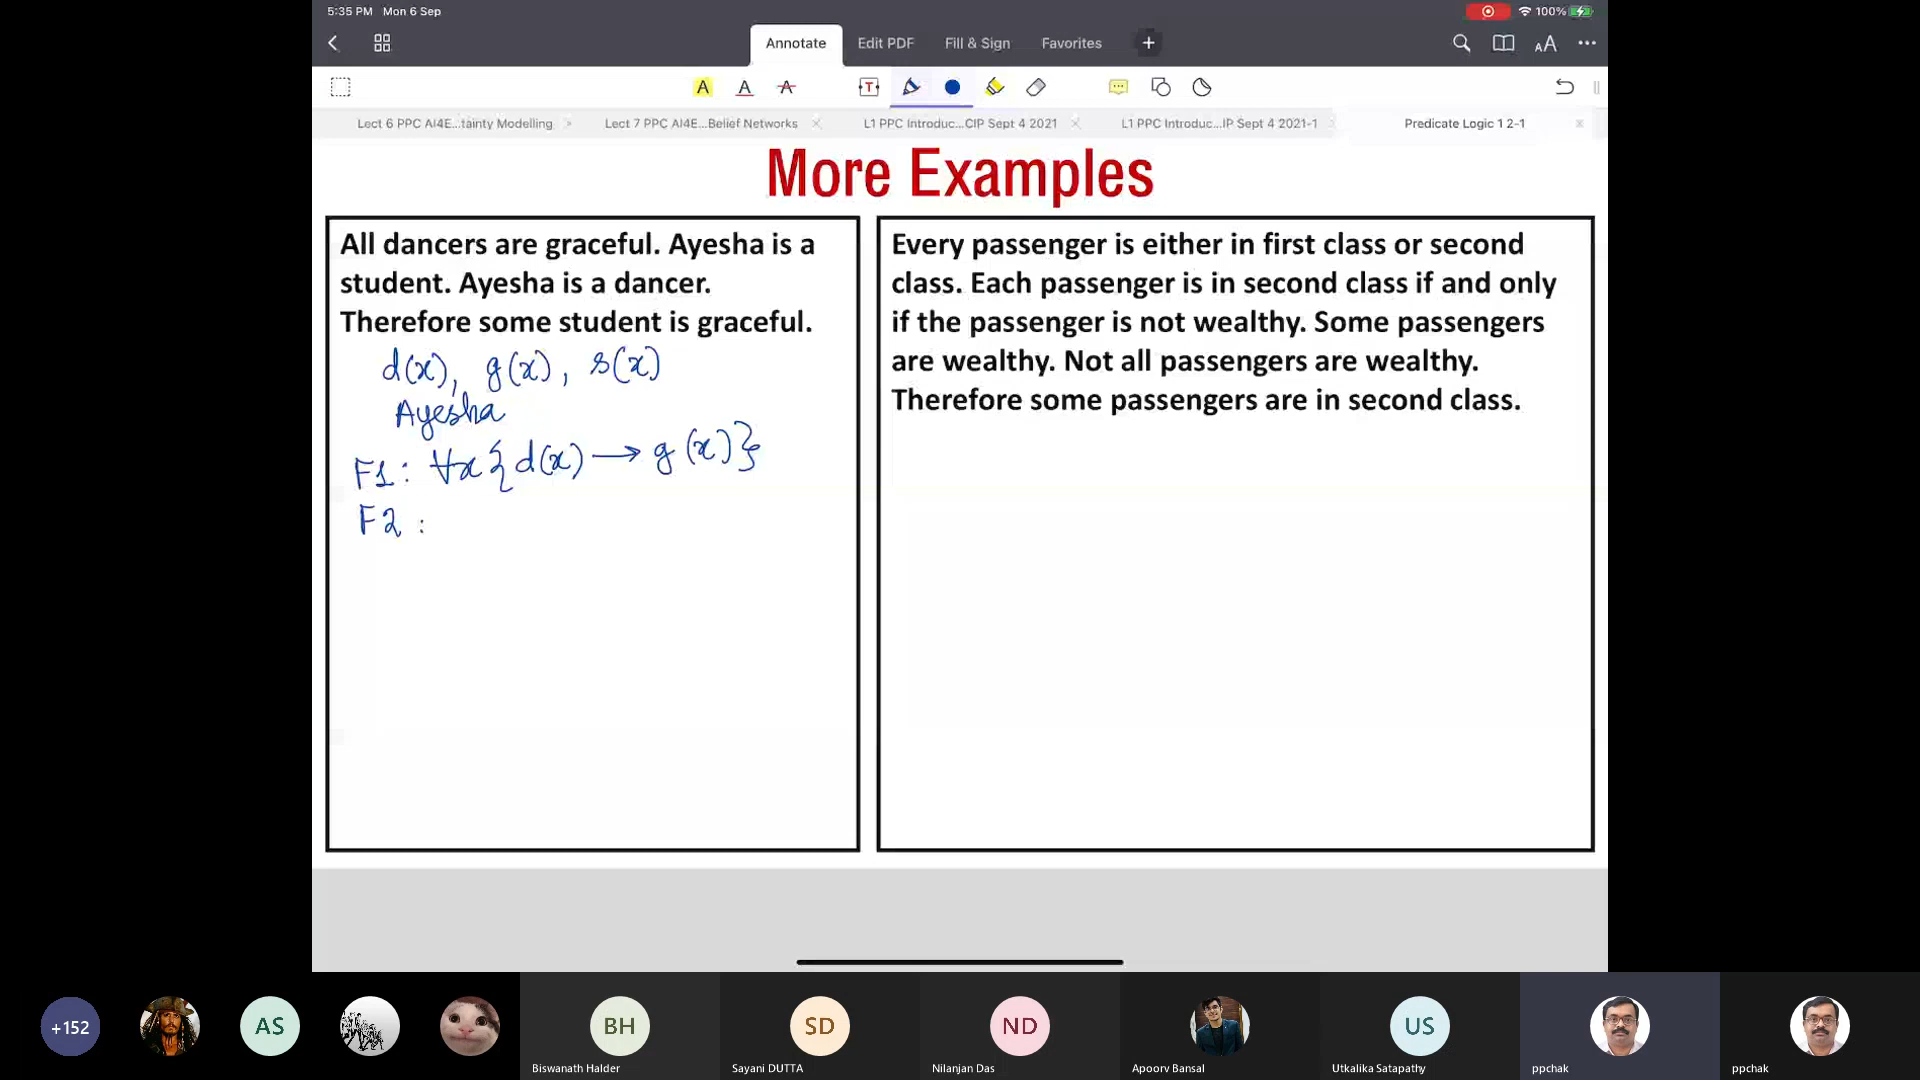 5:35 PM Mon 6 Sep
100%
Annotate Edit PDF Fill & Sign Favorites +
A A A T
Lect 6 PPC AI4E...tainty Modelling
Lect 7 PPC AI4E...Belief Networks
L1 PPC Introduc...CIP Sept 4 2021
L1 PPC Introduc...IP Sept 4 2021-1
Predicate Logic 1 2-1
More Examples
All dancers are graceful. Ayesha is a
student. Ayesha is a dancer.
Therefore some student is graceful.
d(x), g(x), s(x)
Ayesha
F1: ∀x{d(x) → g(x)}
F2 :
Every passenger is either in first class or second
class. Each passenger is in second class if and only
if the passenger is not wealthy. Some passengers
are wealthy. Not all passengers are wealthy.
Therefore some passengers are in second class.
+152
AS
BH
SD
ND
US
Biswanath Halder
Sayani DUTTA
Nilanjan Das
Apoorv Bansal
Utkalika Satapathy
ppchak
ppchak